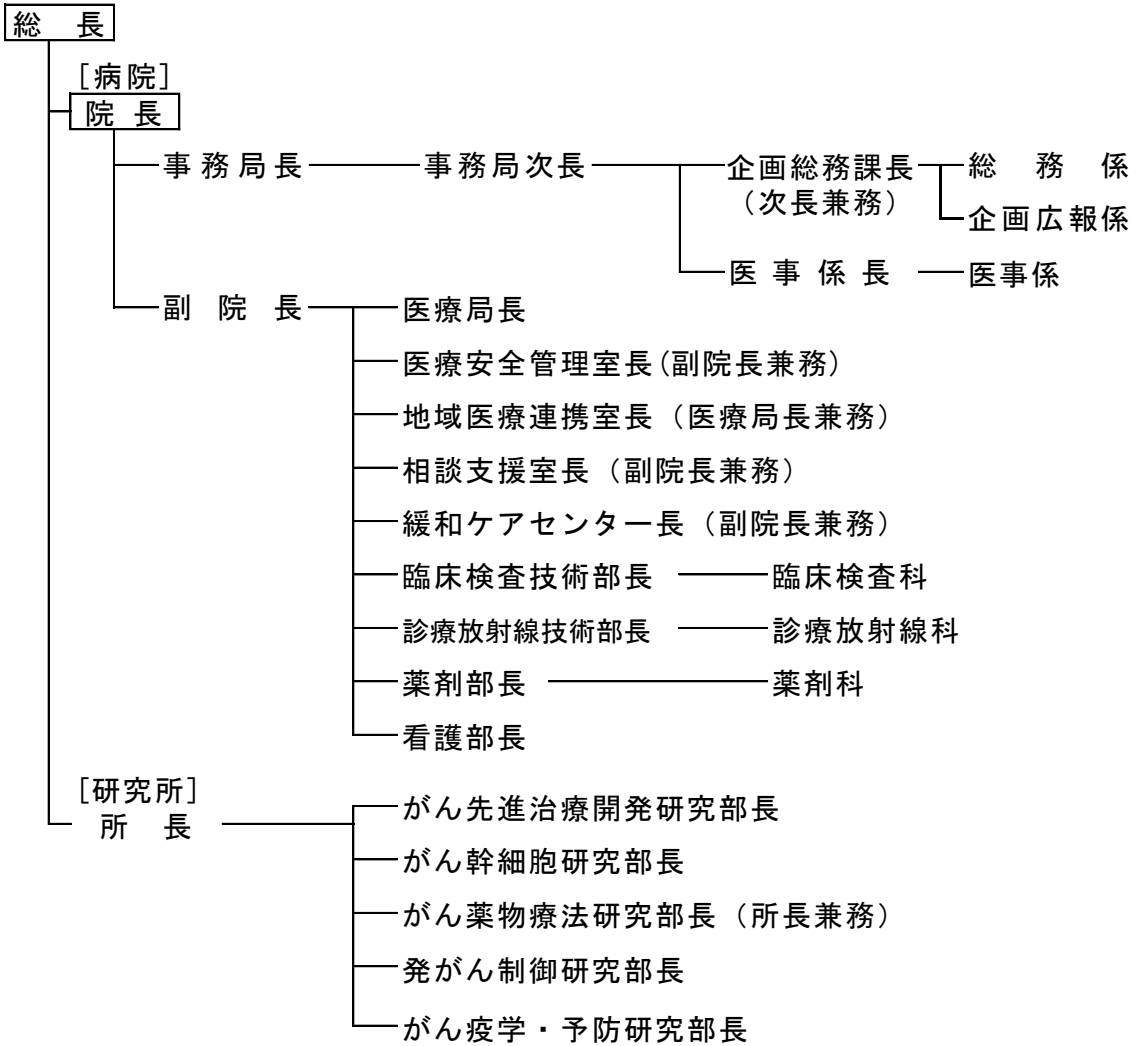 総長
[病院]
院長
事務局長 事務局次長 企画総務課長 総務係
(次長兼務)
企画広報係
医事係長 医事係
副院長 医療局長
医療安全管理室長(副院長兼務)
地域医療連携室長(医療局長兼務)
相談支援室長(副院長兼務)
緩和ケアセンター長(副院長兼務)
臨床検査技術部長 臨床検査科
診療放射線技術部長 診療放射線科
薬剤部長 薬剤科
看護部長
[研究所]
所長
がん先進治療開発研究部長
がん幹細胞研究部長
がん薬物療法研究部長(所長兼務)
発がん制御研究部長
がん疫学・予防研究部長